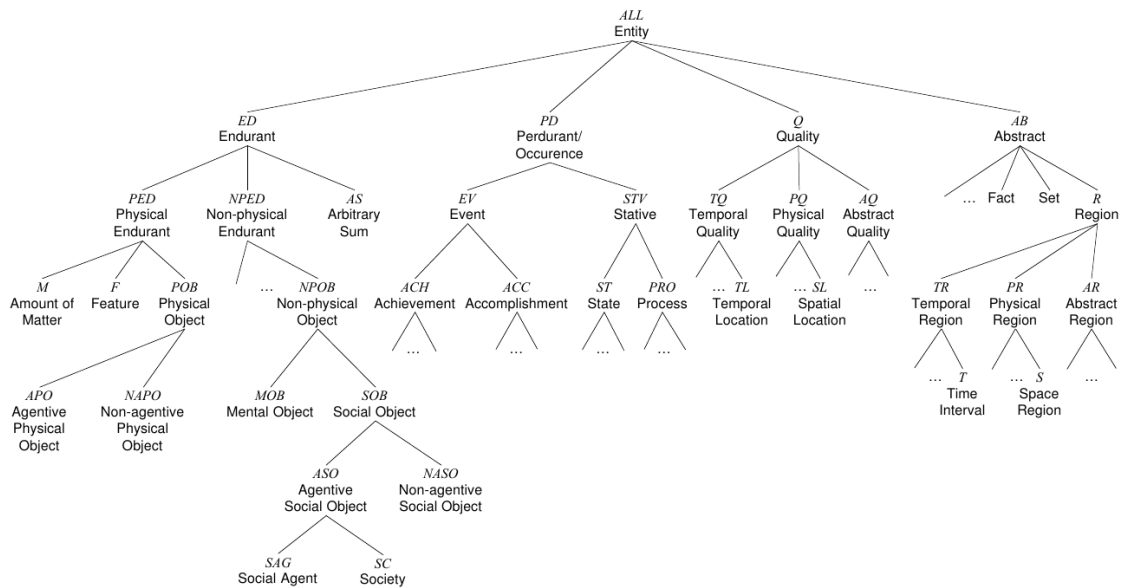 ALL
Entity
ED PD Q AB
Endurant Perdurant/ Quality Abstract
Occurence
PED NPED AS EV STV TQ PQ AQ … Fact Set R
Physical Non-physical Arbitrary Event Stative Temporal Physical Abstract Region
Endurant Endurant Sum Quality Quality Quality
M F POB … NPOB ACH ACC ST PRO … TL … SL … TR PR AR
Amount of Feature Physical Non-physical Achievement Accomplishment State Process Temporal Spatial Temporal Physical Abstract
Matter Object Object Location Location Region Region Region
… … … …
… T … S …
Time Space
Interval Region
APO NAPO MOB SOB
Agentive Non-agentive Mental Object Social Object
Physical Physical
Object Object
ASO NASO
Agentive Non-agentive
Social Object Social Object
SAG SC
Social Agent Society